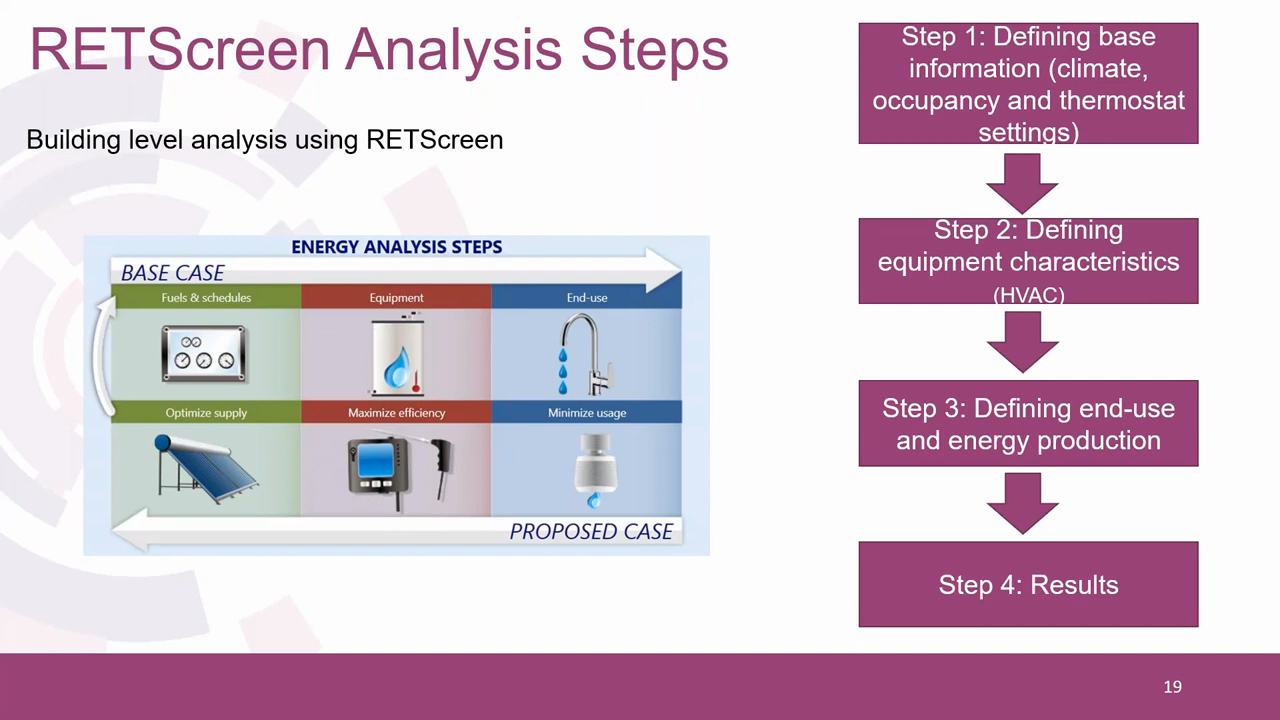 RETScreen Analysis Steps
Building level analysis using RETScreen
ENERGY ANALYSIS STEPS
BASE CASE
Fuels & schedules
Equipment
End-use
Optimize supply
Maximize efficiency
Minimize usage
PROPOSED CASE
Step 1: Defining base
information (climate,
occupancy and thermostat
settings)
Step 2: Defining
equipment characteristics
(HVAC)
Step 3: Defining end-use
and energy production
Step 4: Results
19